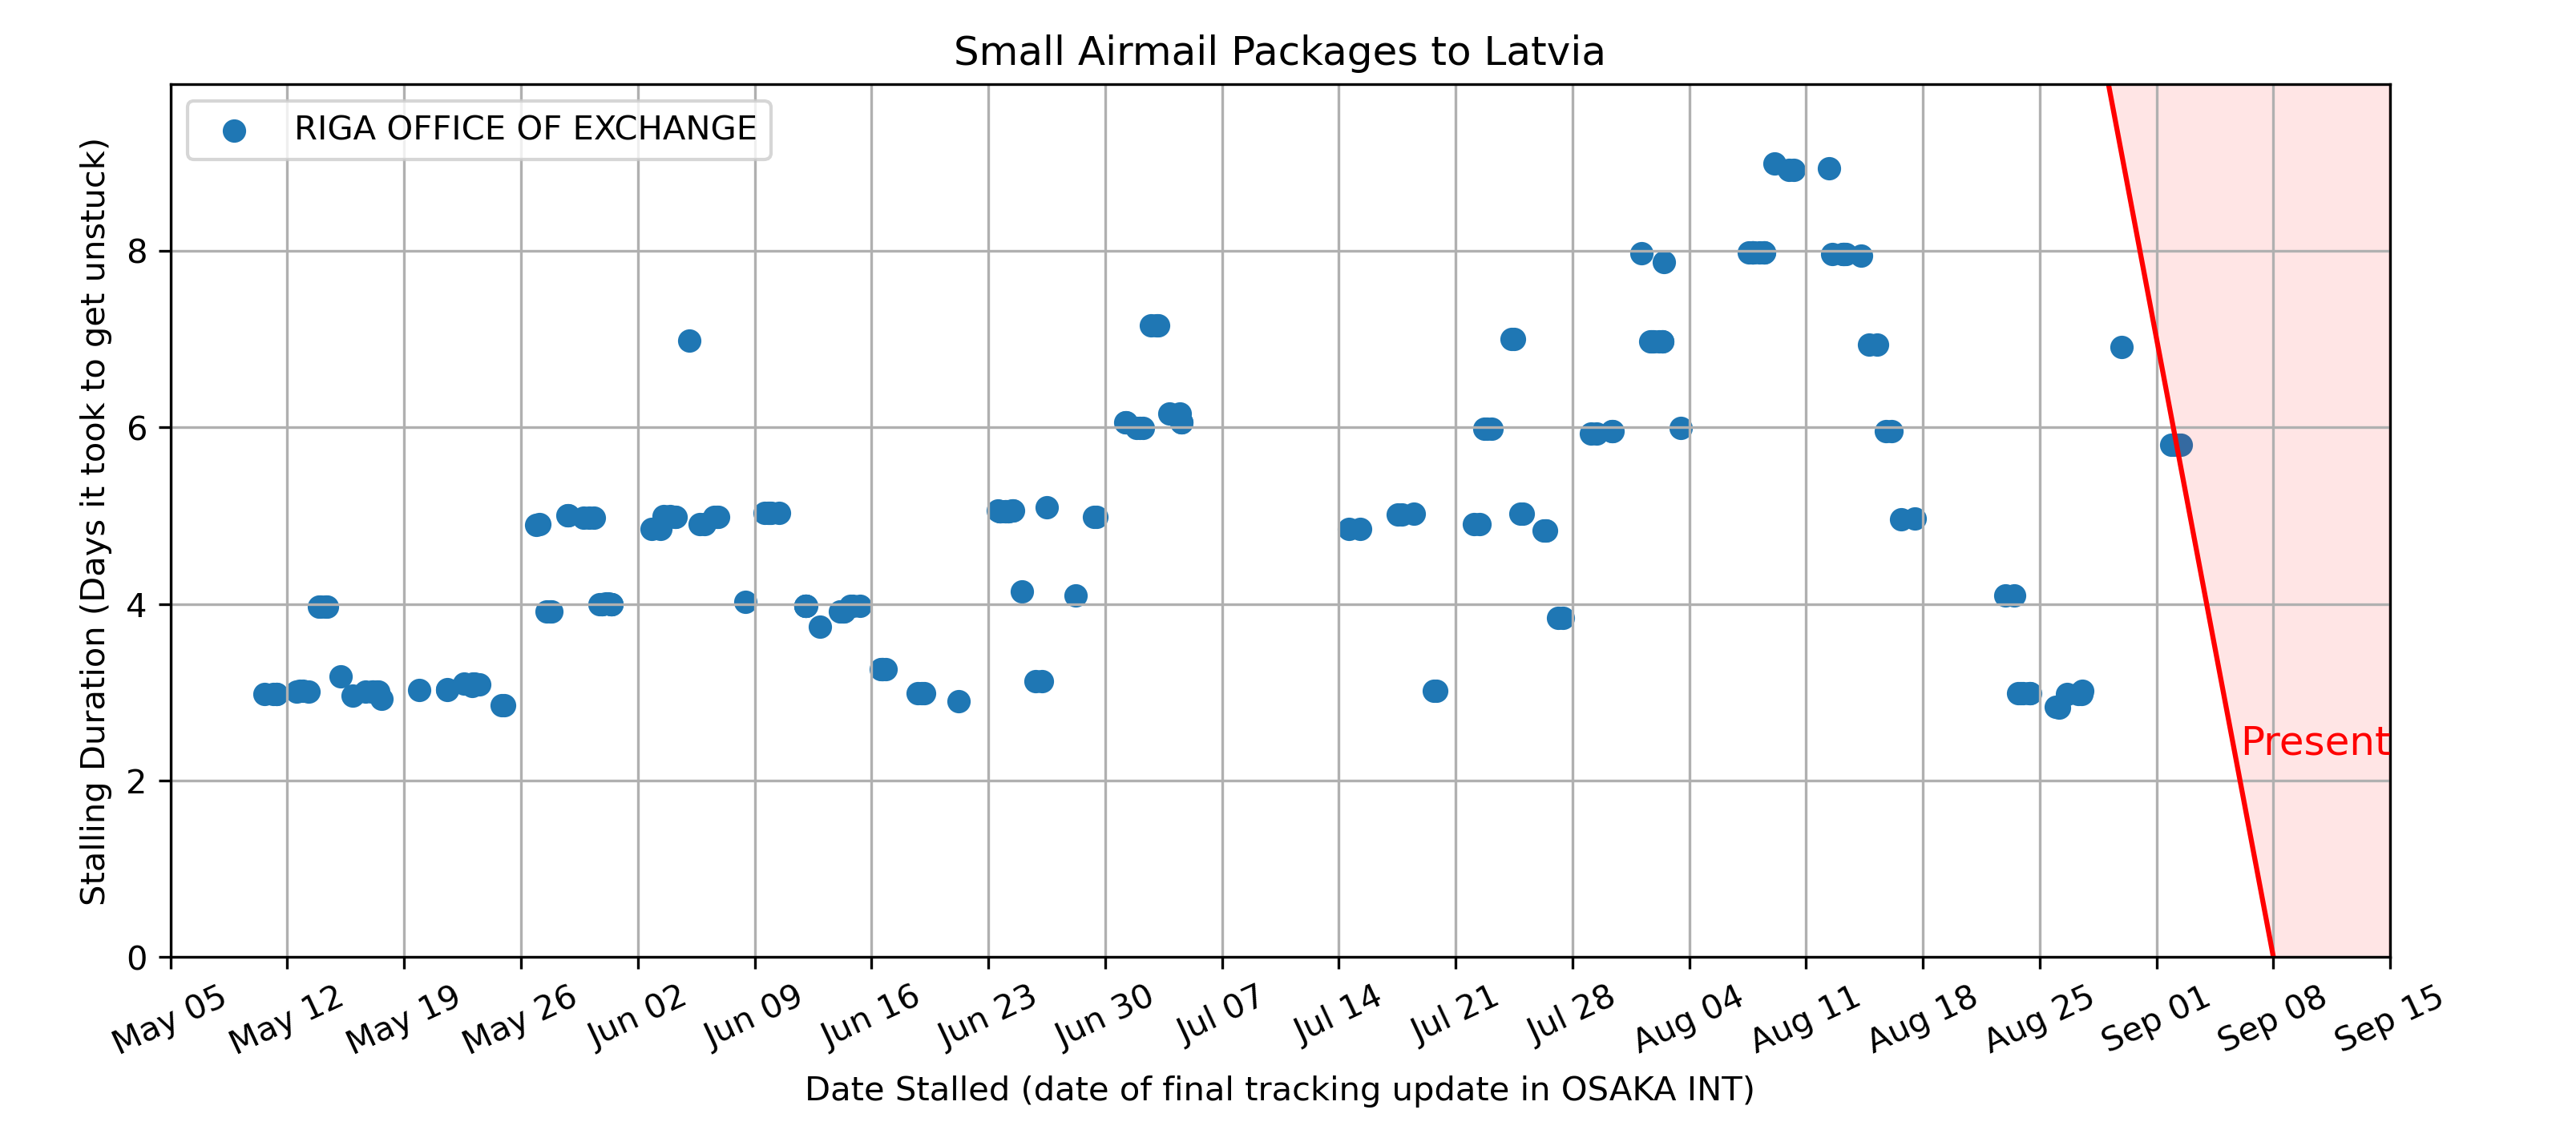 Small Airmail Packages to Latvia
RIGA OFFICE OF EXCHANGE
Stalling Duration (Days it took to get unstuck)
8
6
4
2
0
Present
May 05
May 12
May 19
May 26
Jun 02
Jun 09
Jun 16
Jun 23
Jun 30
Jul 07
Jul 14
Jul 21
Jul 28
Aug 04
Aug 11
Aug 18
Aug 25
Sep 01
Sep 08
Sep 15
Date Stalled (date of final tracking update in OSAKA INT)